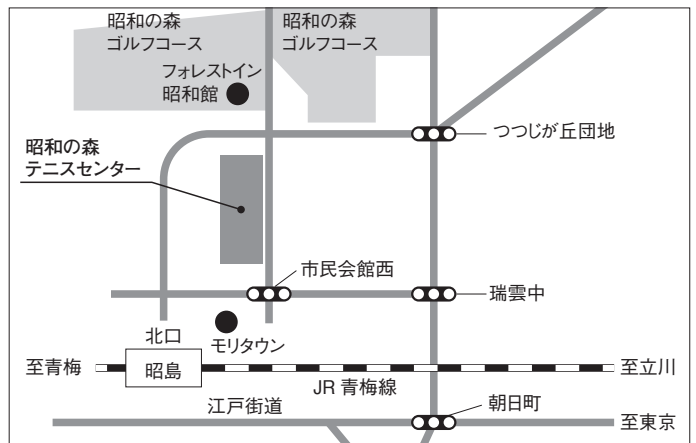 昭和の森
ゴルフコース
昭和の森
ゴルフコース
フォレストイン
昭和館
つつじが丘団地
昭和の森
テニスセンター
市民会館西
瑞雲中
北口
モリタウン
至青梅
昭島
至立川
JR 青梅線
江戸街道
朝日町
至東京